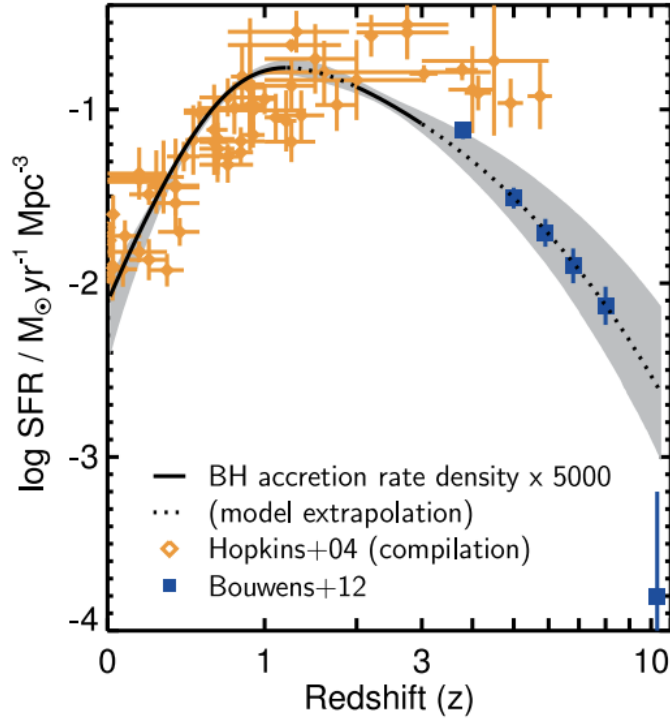 log SFR / M☉yr⁻¹ Mpc⁻³
-1
-2
-3
-4
BH accretion rate density x 5000
(model extrapolation)
Hopkins+04 (compilation)
Bouwens+12
0 1 3 10
Redshift (z)